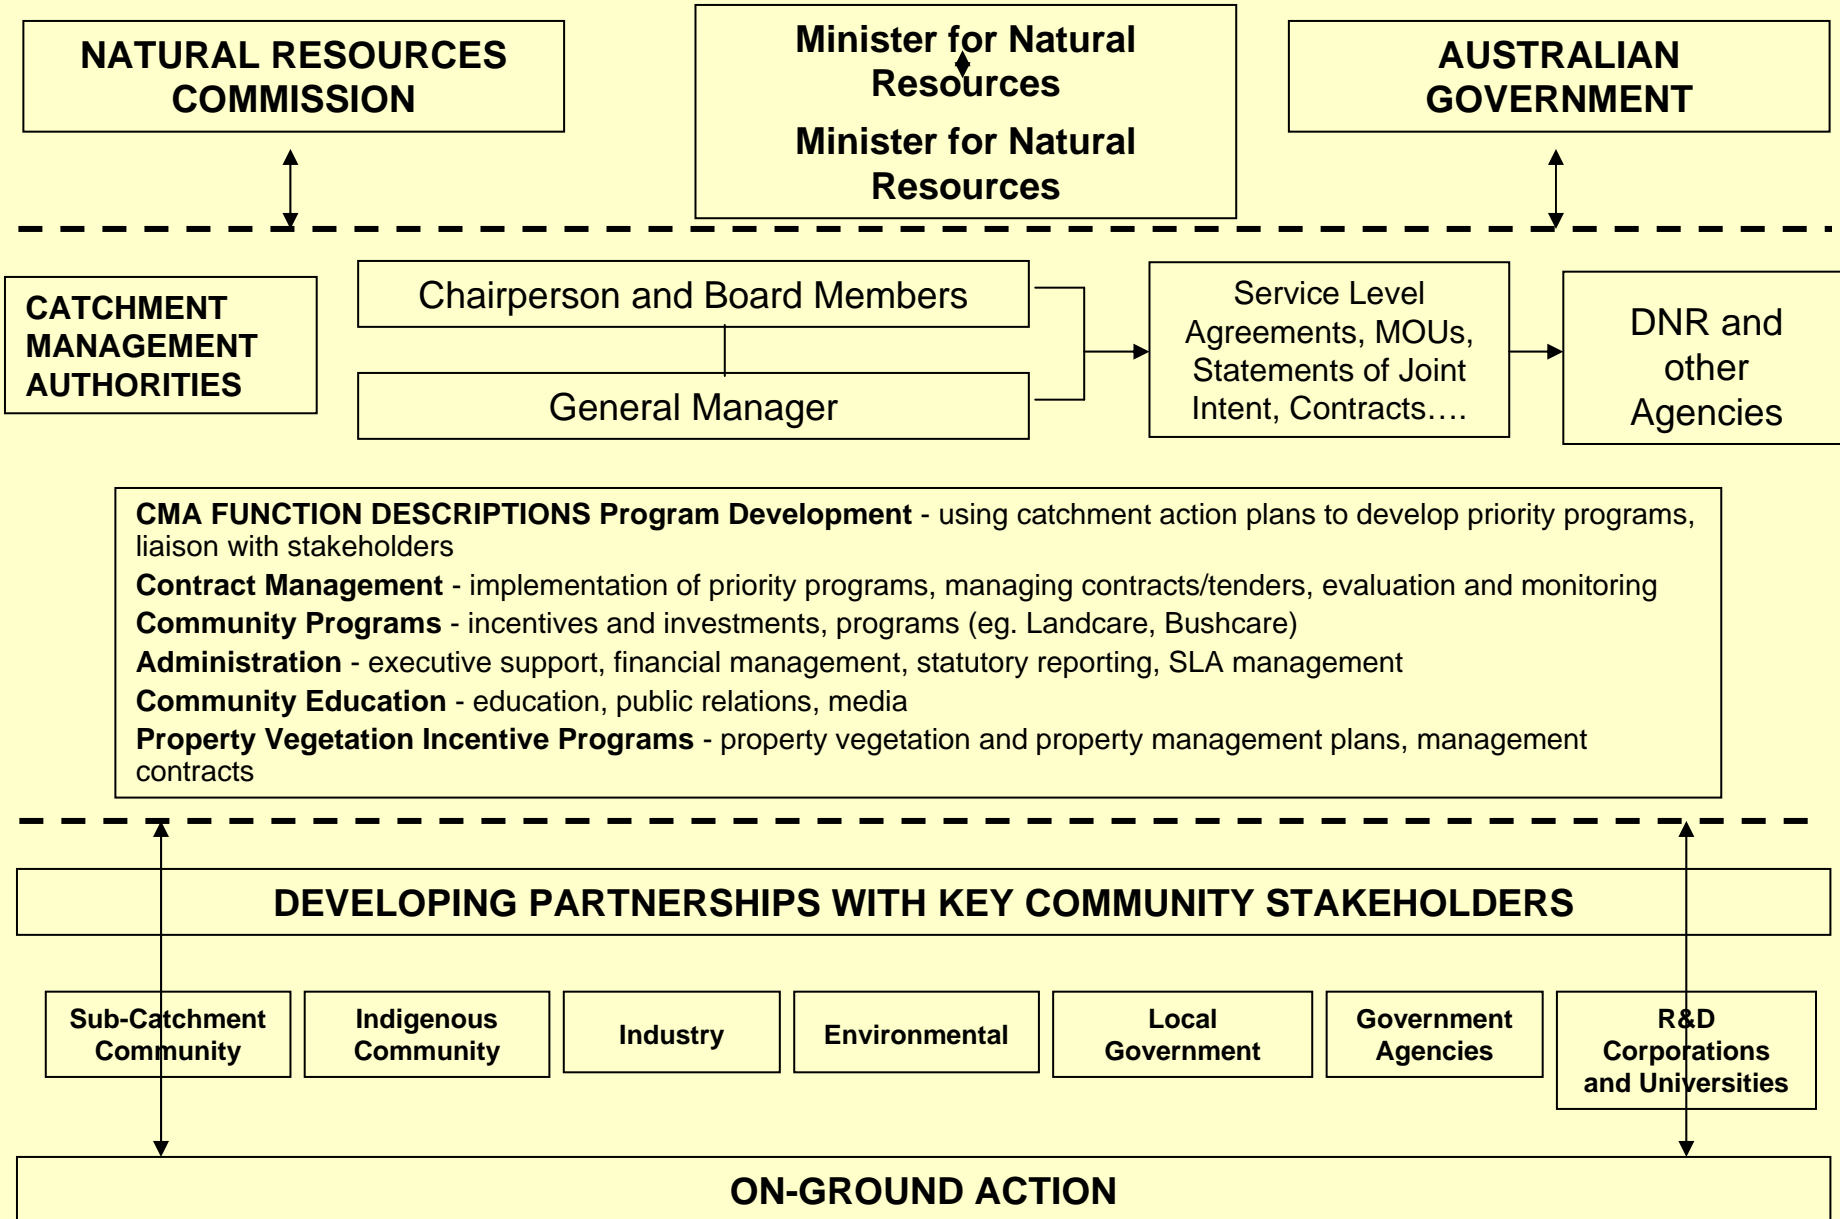 NATURAL RESOURCES
COMMISSION
Minister for Natural
Resources
Minister for Natural
Resources
AUSTRALIAN
GOVERNMENT
CATCHMENT
MANAGEMENT
AUTHORITIES
Chairperson and Board Members
General Manager
Service Level
Agreements, MOUs,
Statements of Joint
Intent, Contracts….
DNR and
other
Agencies
CMA FUNCTION DESCRIPTIONS Program Development - using catchment action plans to develop priority programs,
liaison with stakeholders
Contract Management - implementation of priority programs, managing contracts/tenders, evaluation and monitoring
Community Programs - incentives and investments, programs (eg. Landcare, Bushcare)
Administration - executive support, financial management, statutory reporting, SLA management
Community Education - education, public relations, media
Property Vegetation Incentive Programs - property vegetation and property management plans, management
contracts
DEVELOPING PARTNERSHIPS WITH KEY COMMUNITY STAKEHOLDERS
Sub-Catchment
Community
Indigenous
Community
Industry
Environmental
Local
Government
Government
Agencies
R&D
Corporations
and Universities
ON-GROUND ACTION